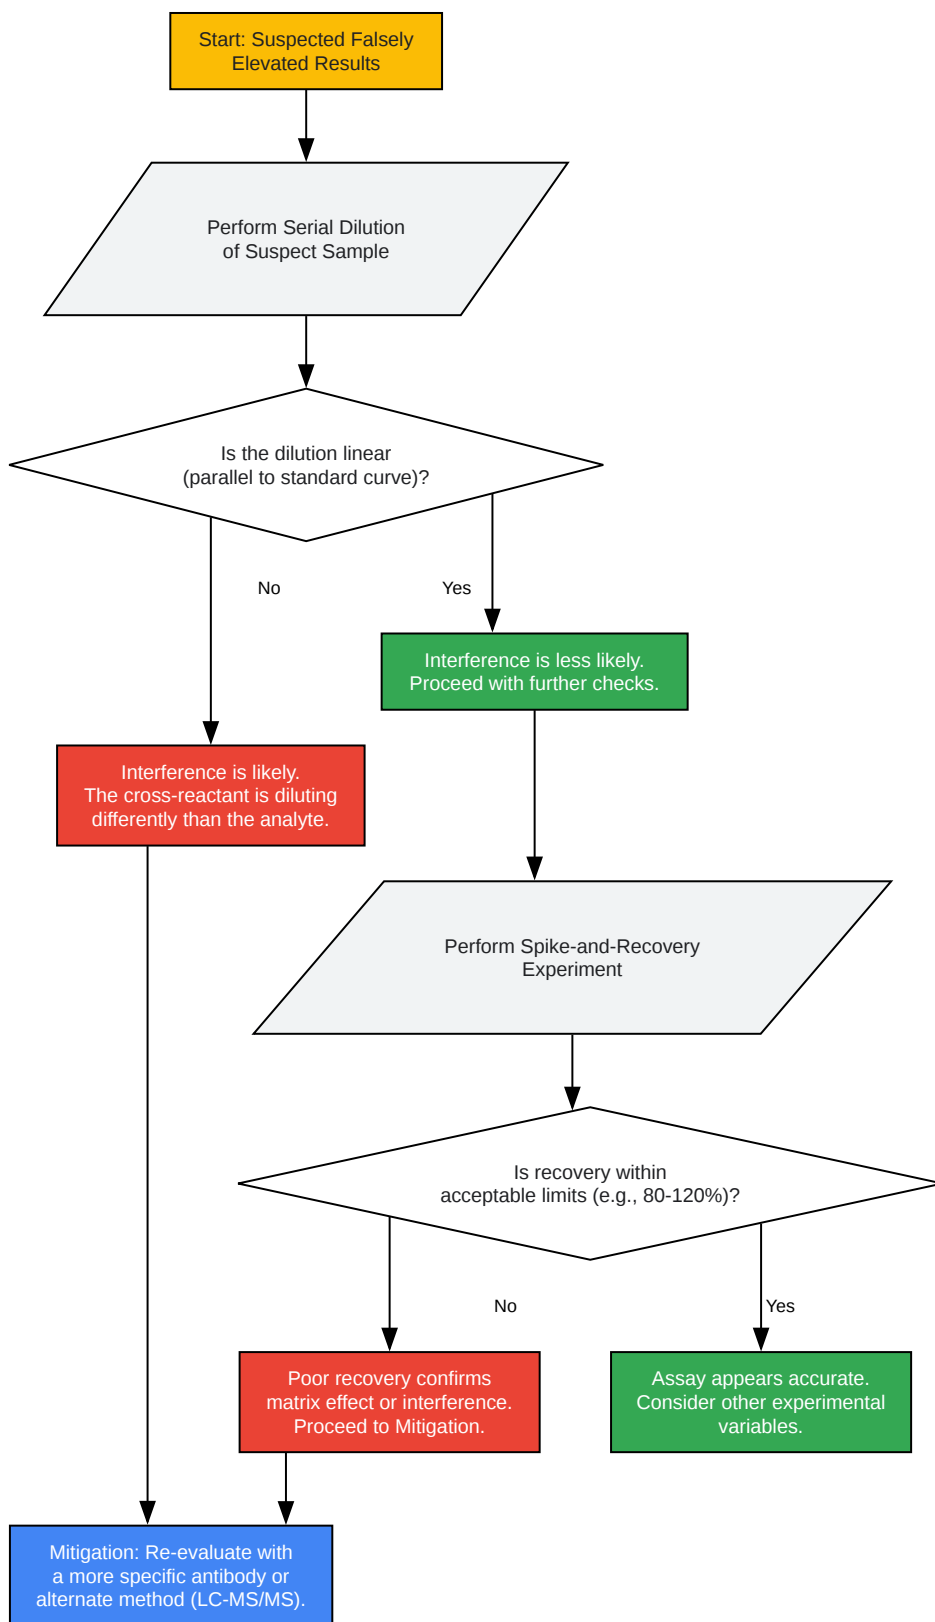 Start: Suspected Falsely
Elevated Results
Perform Serial Dilution
of Suspect Sample
Is the dilution linear
(parallel to standard curve)?
No
Yes
Interference is less likely.
Proceed with further checks.
Interference is likely.
The cross-reactant is diluting
differently than the analyte.
Perform Spike-and-Recovery
Experiment
Is recovery within
acceptable limits (e.g., 80-120%)?
No
Yes
Poor recovery confirms
matrix effect or interference.
Proceed to Mitigation.
Assay appears accurate.
Consider other experimental
variables.
Mitigation: Re-evaluate with
a more specific antibody or
alternate method (LC-MS/MS).